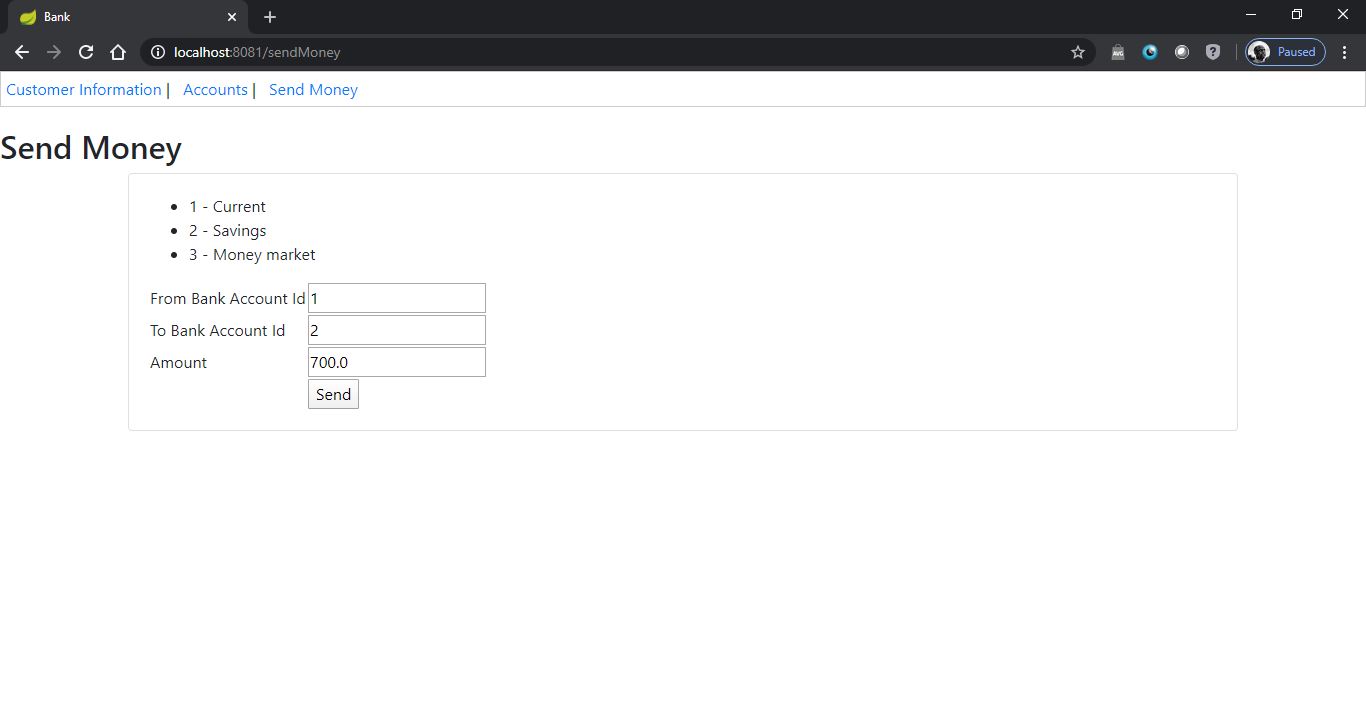 Bank
localhost:8081/sendMoney
AVG
Paused
Customer Information | Accounts | Send Money
Send Money
1 - Current
2 - Savings
3 - Money market
From Bank Account Id 1
To Bank Account Id 2
Amount 700.0
Send